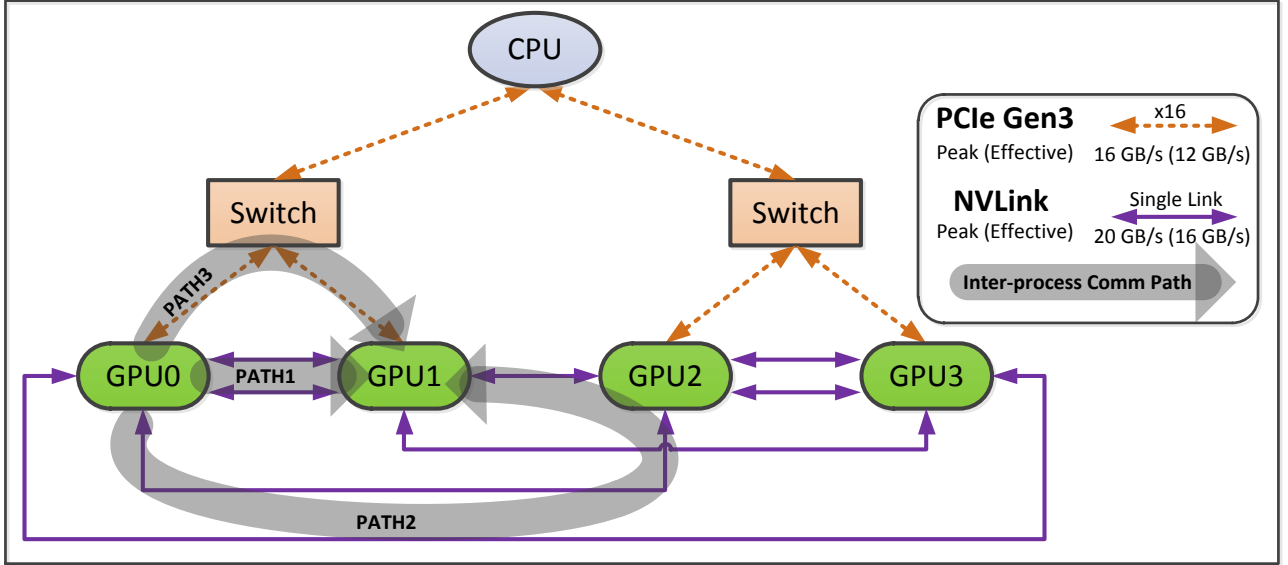 CPU
PCIe Gen3
x16
Peak (Effective)
16 GB/s (12 GB/s)
NVLink
Single Link
Peak (Effective)
20 GB/s (16 GB/s)
Inter-process Comm Path
Switch
Switch
PATH3
GPU0
PATH1
GPU1
GPU2
GPU3
PATH2